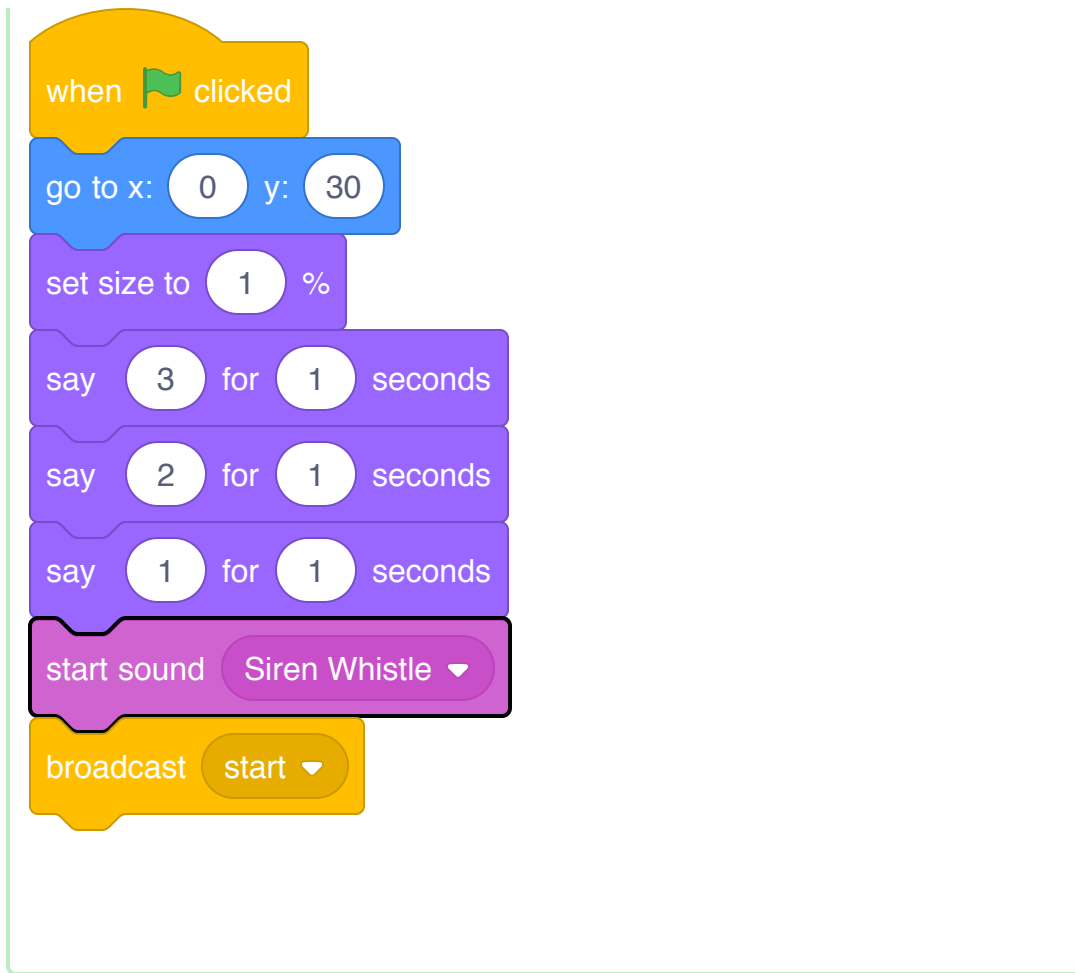 when clicked
go to x: 0 y: 30
set size to 1 %
say 3 for 1 seconds
say 2 for 1 seconds
say 1 for 1 seconds
start sound Siren Whistle
broadcast start